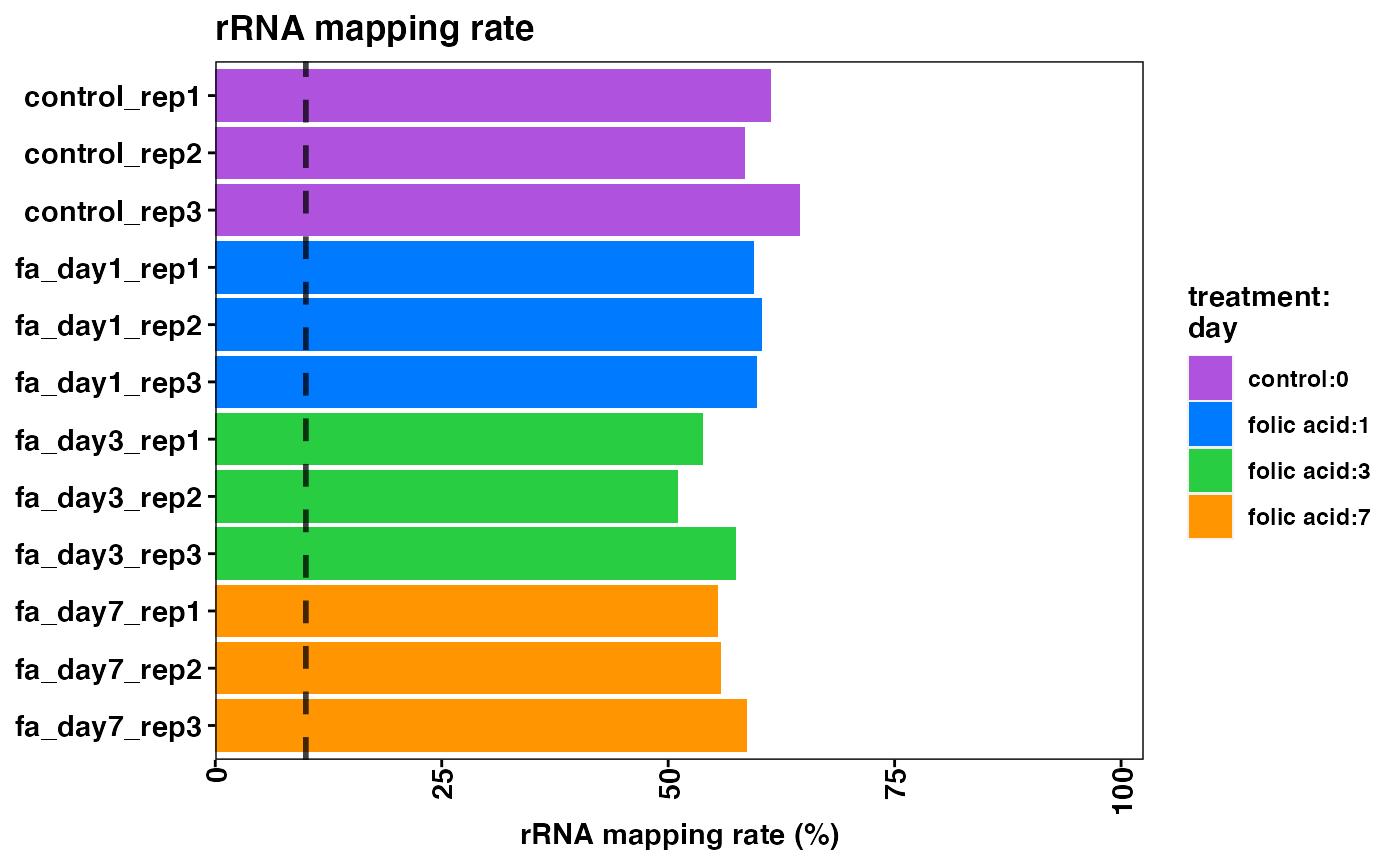 rRNA mapping rate
control_rep1
control_rep2
control_rep3
fa_day1_rep1
fa_day1_rep2
fa_day1_rep3
fa_day3_rep1
fa_day3_rep2
fa_day3_rep3
fa_day7_rep1
fa_day7_rep2
fa_day7_rep3
0
25
50
75
100
rRNA mapping rate (%)
treatment:
day
control:0
folic acid:1
folic acid:3
folic acid:7